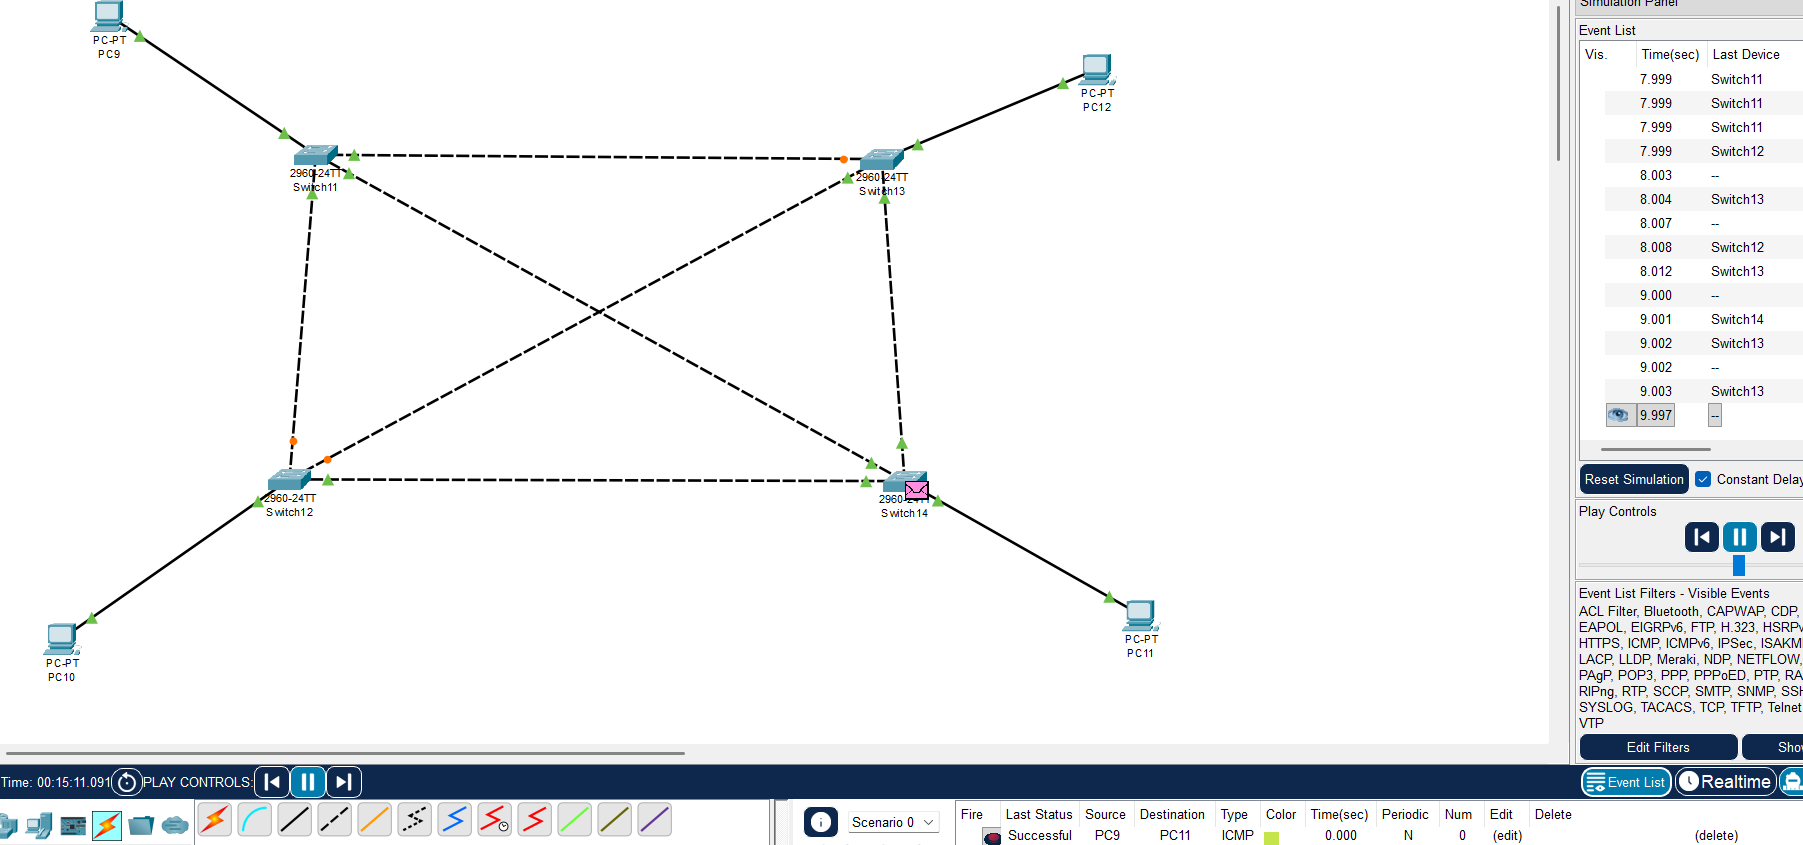 PC-PT
PC9
PC-PT
PC12
2960-24TT
Switch11
2960-24TT
Switch13
2960-24TT
Switch12
2960-24TT
Switch14
PC-PT
PC10
PC-PT
PC11
Simulation Panel
Event List
Vis. Time(sec) Last Device
7.999 Switch11
7.999 Switch11
7.999 Switch11
7.999 Switch12
8.003 --
8.004 Switch13
8.007 --
8.008 Switch12
8.012 Switch13
9.000 --
9.001 Switch14
9.002 Switch13
9.002 --
9.003 Switch13
9.997 --
Reset Simulation Constant Delay
Play Controls
Event List Filters - Visible Events
ACL Filter, Bluetooth, CAPWAP, CDP,
EAPOL, EIGRPv6, FTP, H.323, HSRPv
HTTPS, ICMP, ICMPv6, IPSec, ISAKM
LACP, LLDP, Meraki, NDP, NETFLOW,
PAgP, POP3, PPP, PPPoED, PTP, RA
RIPng, RTP, SCCP, SMTP, SNMP, SSH
SYSLOG, TACACS, TCP, TFTP, Telnet
VTP
Edit Filters Sho
Time: 00:15:11.091 PLAY CONTROLS: Event List Realtime
Scenario 0
Fire Last Status Source Destination Type Color Time(sec) Periodic Num Edit Delete
Successful PC9 PC11 ICMP 0.000 N 0 (edit) (delete)